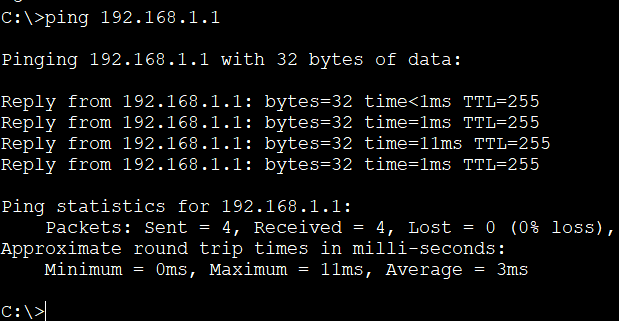 C:\>ping 192.168.1.1
Pinging 192.168.1.1 with 32 bytes of data:
Reply from 192.168.1.1: bytes=32 time<1ms TTL=255
Reply from 192.168.1.1: bytes=32 time=1ms TTL=255
Reply from 192.168.1.1: bytes=32 time=11ms TTL=255
Reply from 192.168.1.1: bytes=32 time=1ms TTL=255
Ping statistics for 192.168.1.1:
    Packets: Sent = 4, Received = 4, Lost = 0 (0% loss),
Approximate round trip times in milli-seconds:
    Minimum = 0ms, Maximum = 11ms, Average = 3ms
C:\>